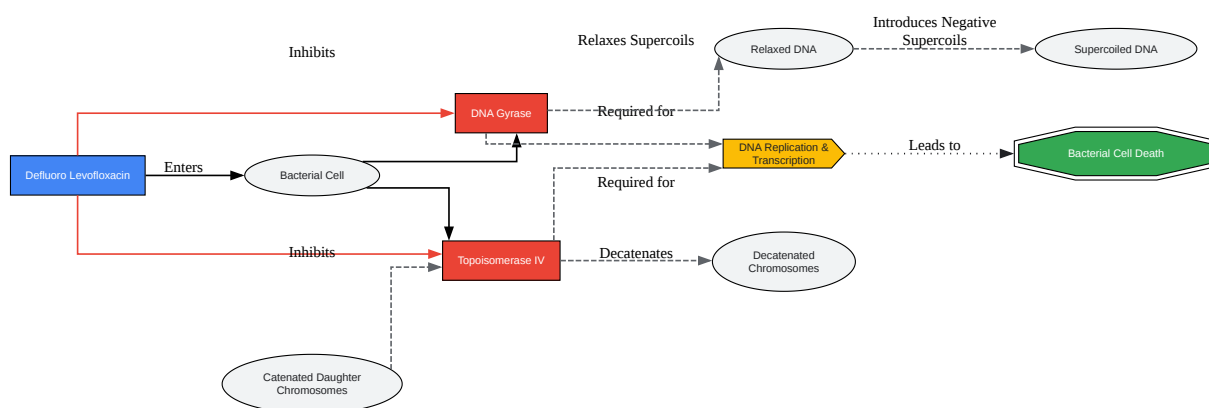 Introduces Negative
Supercoils
Relaxes Supercoils
Inhibits
Relaxed DNA
Supercoiled DNA
DNA Gyrase
Required for
DNA Replication &
Transcription
Leads to
Bacterial Cell Death
Defluoro Levofloxacin
Enters
Bacterial Cell
Required for
Inhibits
Topoisomerase IV
Decatenates
Decatenated
Chromosomes
Catenated Daughter
Chromosomes